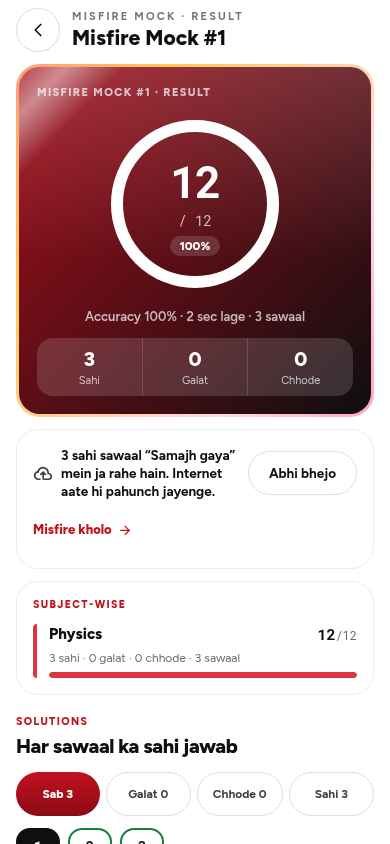 MISFIRE MOCK · RESULT
Misfire Mock #1
MISFIRE MOCK #1 · RESULT
12
/ 12
100%
Accuracy 100% · 2 sec lage · 3 sawaal
3 0 0
Sahi Galat Chhode
3 sahi sawaal “Samajh gaya”
mein ja rahe hain. Internet
aate hi pahunch jayenge.
Abhi bhejo
Misfire kholo →
SUBJECT-WISE
Physics 12/12
3 sahi · 0 galat · 0 chhode · 3 sawaal
SOLUTIONS
Har sawaal ka sahi jawab
Sab 3 Galat 0 Chhode 0 Sahi 3